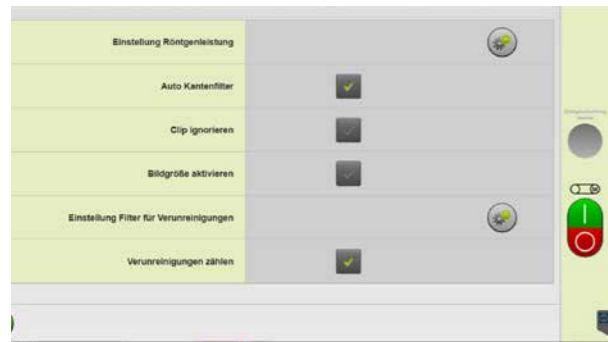 Einstellung Röntgenleistung
Auto Kantenfilter
Clip ignorieren
Bildgröße aktivieren
Einstellung Filter für Verunreinigungen
Verunreinigungen zählen